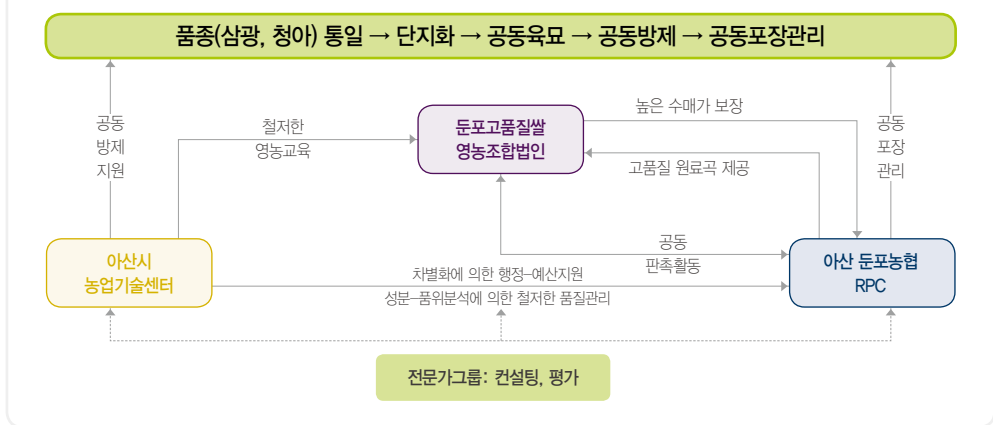 품종(삼광, 청아) 통일 → 단지화 → 공동육묘 → 공동방제 → 공동포장관리
공동
방제
지원
철저한
영농교육
둔포고품질쌀
영농조합법인
높은 수매가 보장
고품질 원료곡 제공
공동
포장
관리
아산시
농업기술센터
공동
판촉활동
차별화에 의한 행정-예산지원
성분-품위분석에 의한 철저한 품질관리
아산 둔포농협
RPC
전문가그룹: 컨설팅, 평가